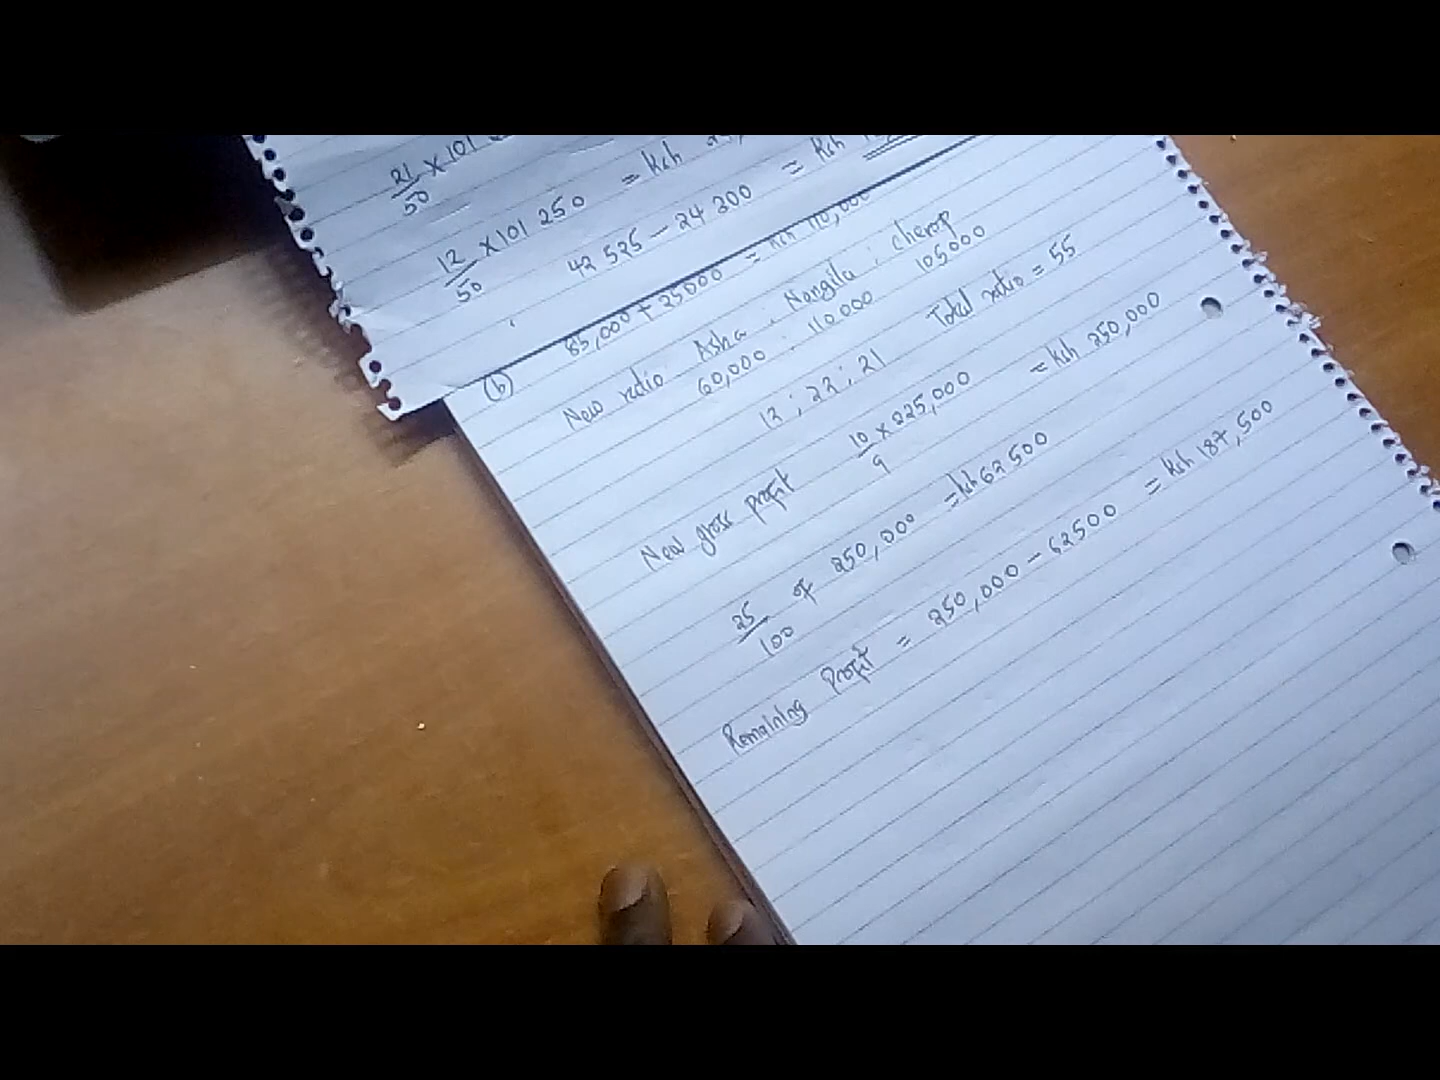 21/50 × 101
12/50 × 101 250 = Ksh
42 525 – 24 300 = Ksh
(b) 85,000 + 25000 = Ksh 110,000
New ratio Asha : Nangila : Cherop
60,000 : 110 000 105000
12 : 22 : 21 Total ratio = 55
New gross profit 10/9 × 225,000 = Ksh 250,000
25/100 of 250,000 = Ksh 62 500
Remaining Profit = 250,000 – 62500 = Ksh 187,500